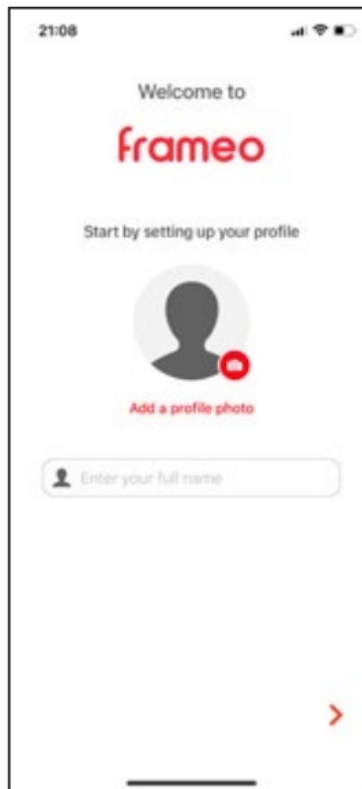 21:08
Welcome to
frameo
Start by setting up your profile
Add a profile photo
Enter your full name